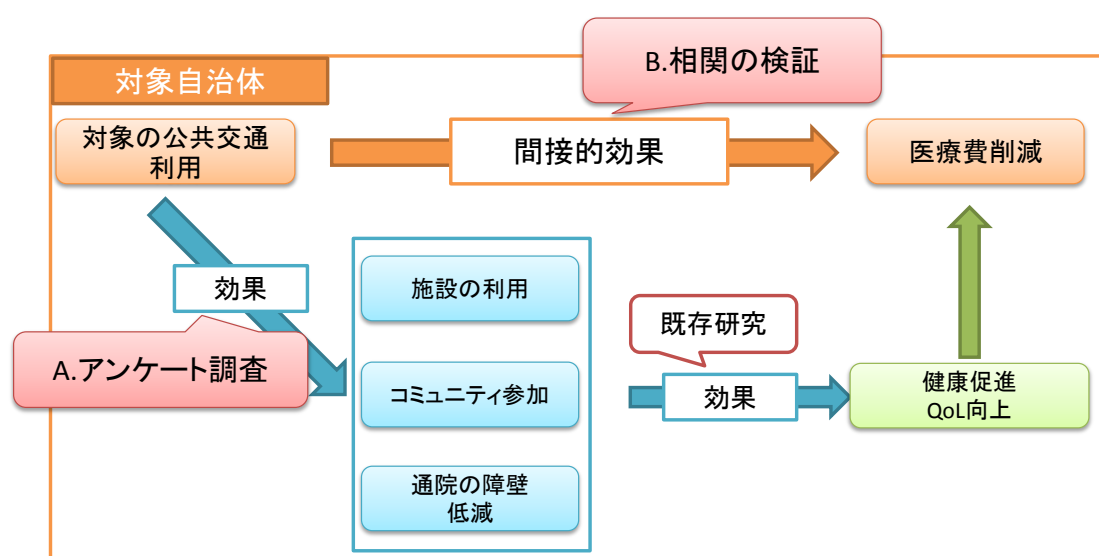 B.相関の検証
対象自治体
対象の公共交通
利用
間接的効果
医療費削減
効果
A.アンケート調査
施設の利用
コミュニティ参加
通院の障壁
低減
既存研究
効果
健康促進
QoL向上